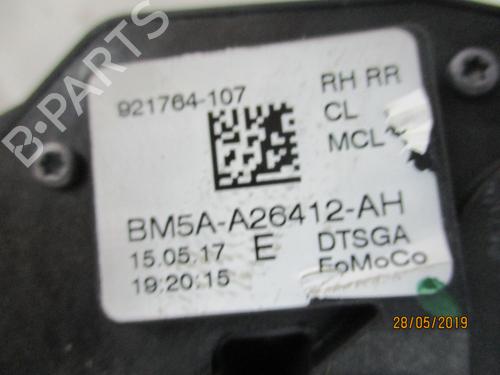 921764-107
RH RR
CL
MCL
BM5A-A26412-AH
15.05.17 E DTSGA
19:20:15 FoMoCo
B-PARTS
28/05/2019